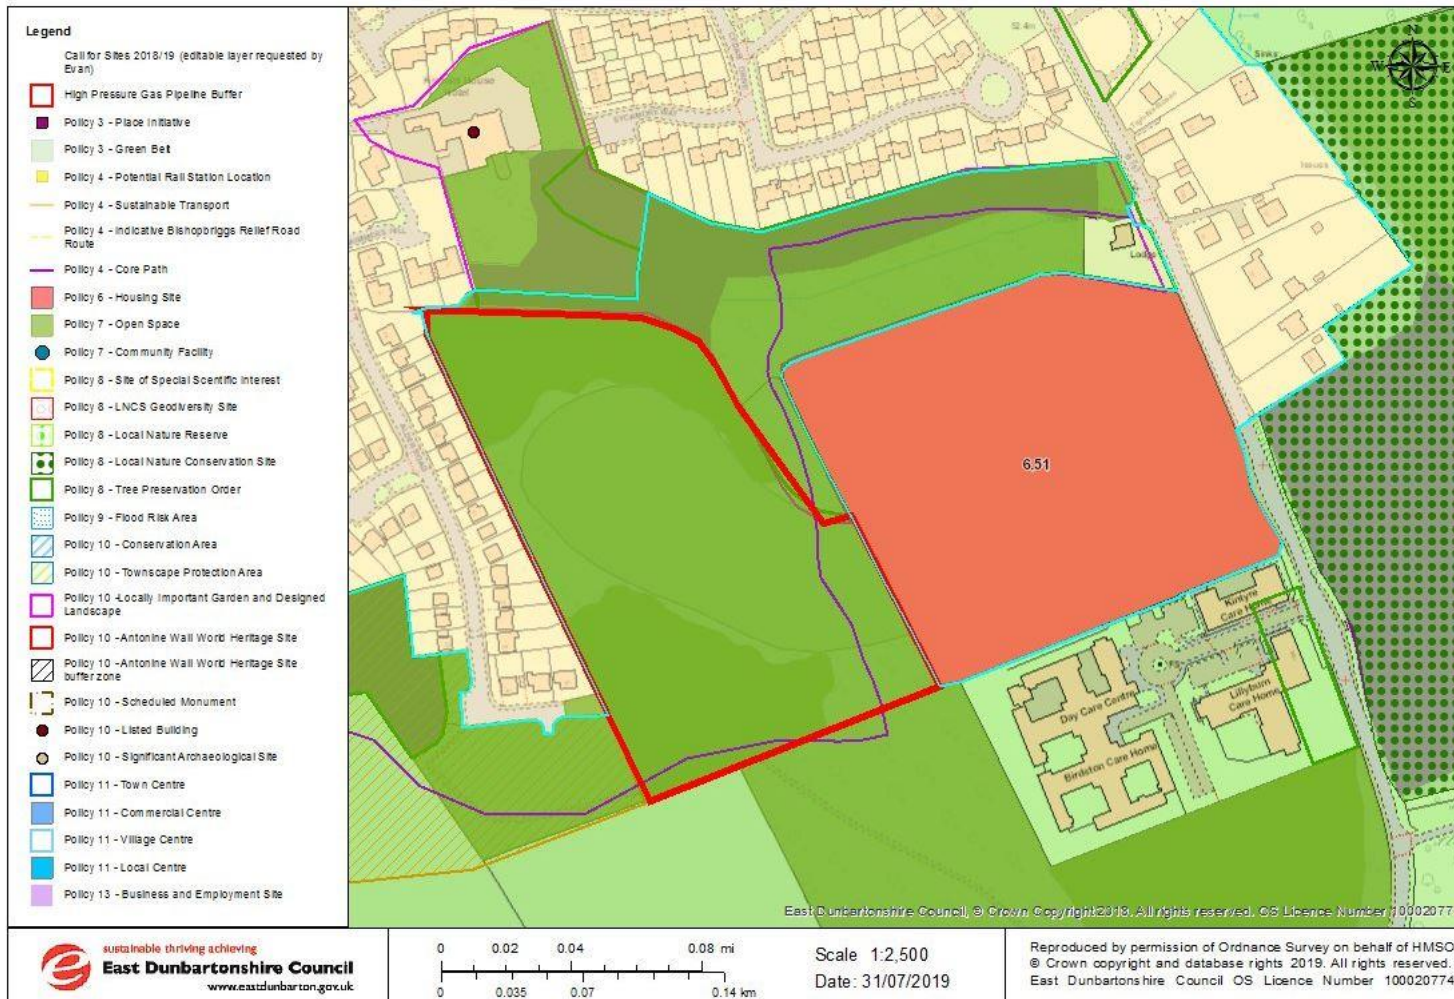 Legend
Call for Sites 2018/19 (editable layer requested by
Evan)
High Pressure Gas Pipeline Buffer
Policy 3 - Place Initiative
Policy 3 - Green Belt
Policy 4 - Potential Rail Station Location
Policy 4 - Sustainable Transport
Policy 4 - Indicative Bishopbriggs Relief Road
Route
Policy 4 - Core Path
Policy 6 - Housing Site
Policy 7 - Open Space
Policy 7 - Community Facility
Policy 8 - Site of Special Scentific Interest
Policy 8 - LNCS Geodiversity Site
Policy 8 - Local Nature Reserve
Policy 8 - Local Nature Conservation Site
Policy 8 - Tree Preservation Order
Policy 9 - Flood Risk Area
Policy 10 - Conservation Area
Policy 10 - Townscape Protection Area
Policy 10 -Locally Important Garden and Designed
Landscape
Policy 10 - Antonine Wall World Heritage Site
Policy 10 - Antonine Wall World Heritage Site
buffer zone
Policy 10 - Scheduled Monument
Policy 10 - Listed Building
Policy 10 - Significant Archaeological Site
Policy 11 - Town Centre
Policy 11 - Commercial Centre
Policy 11 - Village Centre
Policy 11 - Local Centre
Policy 13 - Business and Employment Site
52.4m
Sinks
N
W E
S
Lodge
6.51
Kintyre
Care Home
Day Care Centre
Lillyburn
Care Home
Birdston Care Home
East Dunbartonshire Council, © Crown Copyright 2018. All rights reserved. OS Licence Number 10002077
sustainable thriving achieving
East Dunbartonshire Council
www.eastdunbarton.gov.uk
0 0.02 0.04 0.08 mi
0 0.035 0.07 0.14 km
Scale 1:2,500
Date: 31/07/2019
Reproduced by permission of Ordnance Survey on behalf of HMSO
© Crown copyright and database rights 2019. All rights reserved.
East Dunbartonshire Council OS Licence Number 100020774